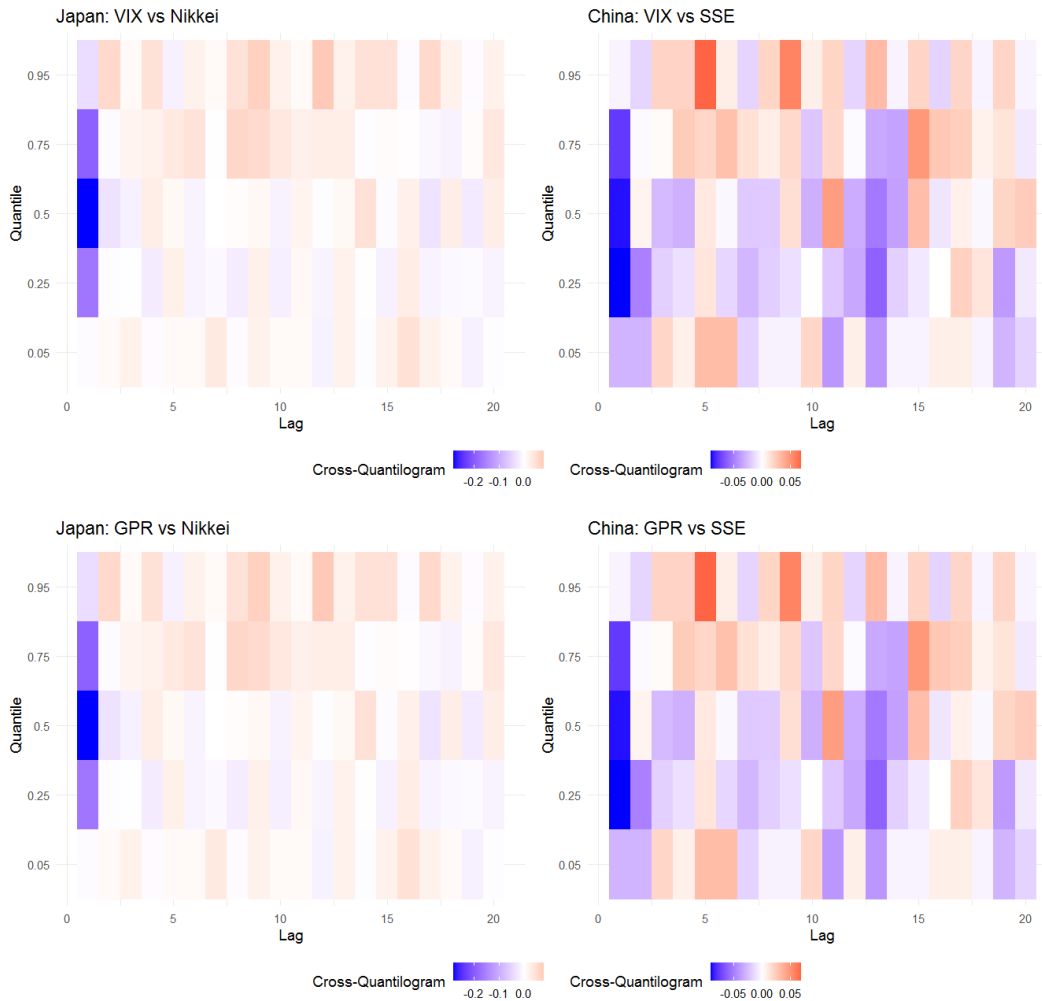 Japan: VIX vs Nikkei
Quantile
0.95
0.75
0.5
0.25
0.05
0 5 10 15 20
Lag
Cross-Quantilogram
-0.2 -0.1 0.0
China: VIX vs SSE
Quantile
0.95
0.75
0.5
0.25
0.05
0 5 10 15 20
Lag
Cross-Quantilogram
-0.05 0.00 0.05
Japan: GPR vs Nikkei
Quantile
0.95
0.75
0.5
0.25
0.05
0 5 10 15 20
Lag
Cross-Quantilogram
-0.2 -0.1 0.0
China: GPR vs SSE
Quantile
0.95
0.75
0.5
0.25
0.05
0 5 10 15 20
Lag
Cross-Quantilogram
-0.05 0.00 0.05